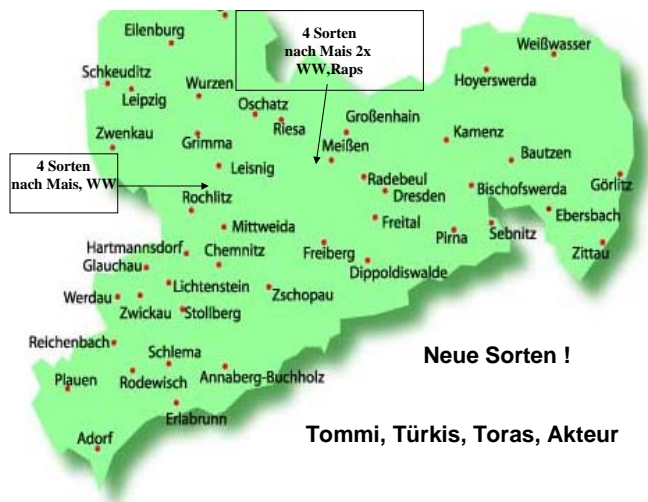 4 Sorten
nach Mais 2x
WW,Raps
Eilenburg
Weißwasser
Schkeuditz
Leipzig
Wurzen
Hoyerswerda
Oschatz
Riesa
Großenhain
Zwenkau
Grimma
Meißen
Kamenz
4 Sorten
nach Mais, WW
Leisnig
Bautzen
Radebeul
Dresden
Bischofswerda
Görlitz
Rochlitz
Mittweida
Freital
Ebersbach
Pirna
Sebnitz
Hartmannsdorf
Chemnitz
Freiberg
Zittau
Glauchau
Dippoldiswalde
Lichtenstein
Zschopau
Werdau
Zwickau
Stollberg
Reichenbach
Schlema
Neue Sorten !
Plauen
Rodewisch
Annaberg-Buchholz
Erlabrunn
Tommi, Türkis, Toras, Akteur
Adorf